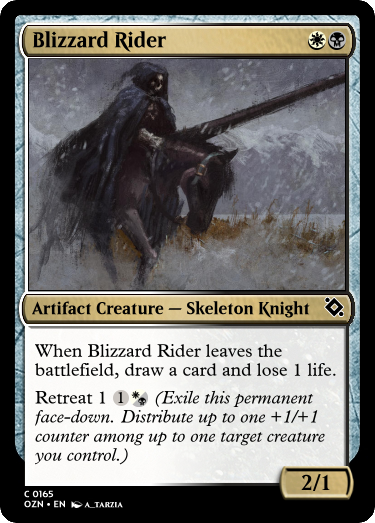 Blizzard Rider
Artifact Creature — Skeleton Knight
When Blizzard Rider leaves the
battlefield, draw a card and lose 1 life.
Retreat 1 1 (Exile this permanent
face-down. Distribute up to one +1/+1
counter among up to one target creature
you control.)
2/1
C 0165
OZN • EN A_TARZIA